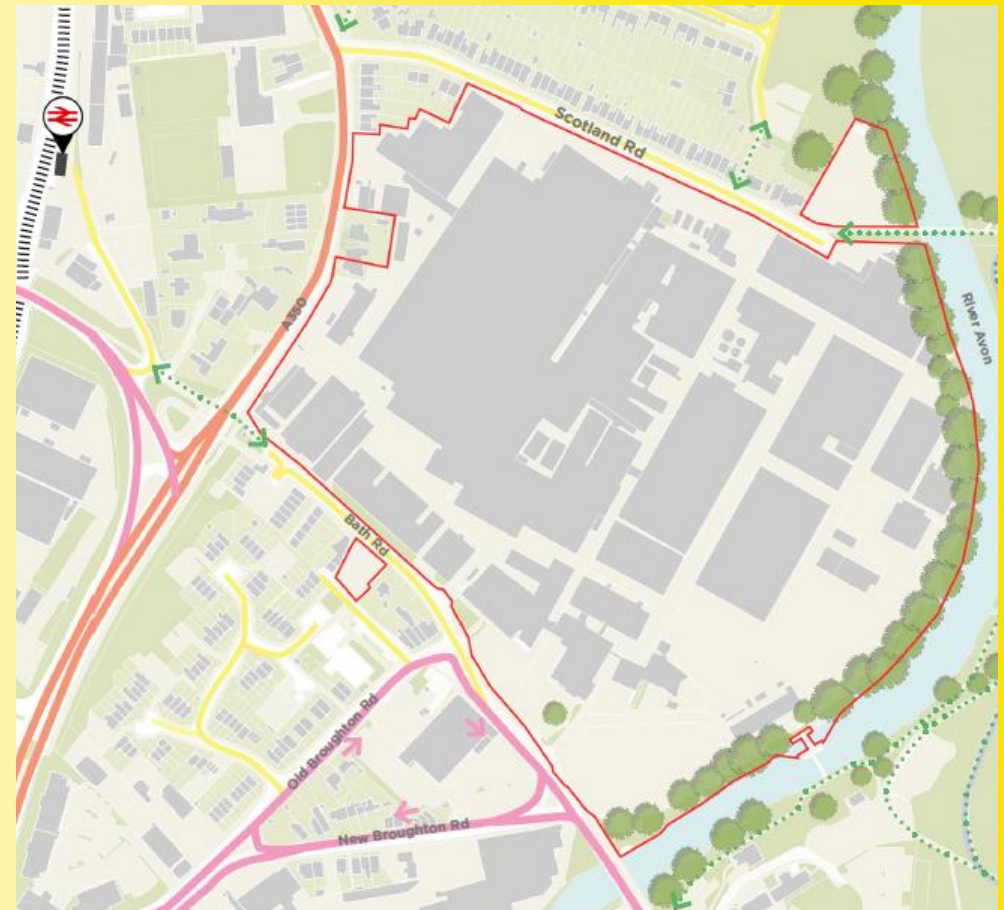 Scotland Rd
River Avon
A350
Bath Rd
Old Broughton Rd
New Broughton Rd